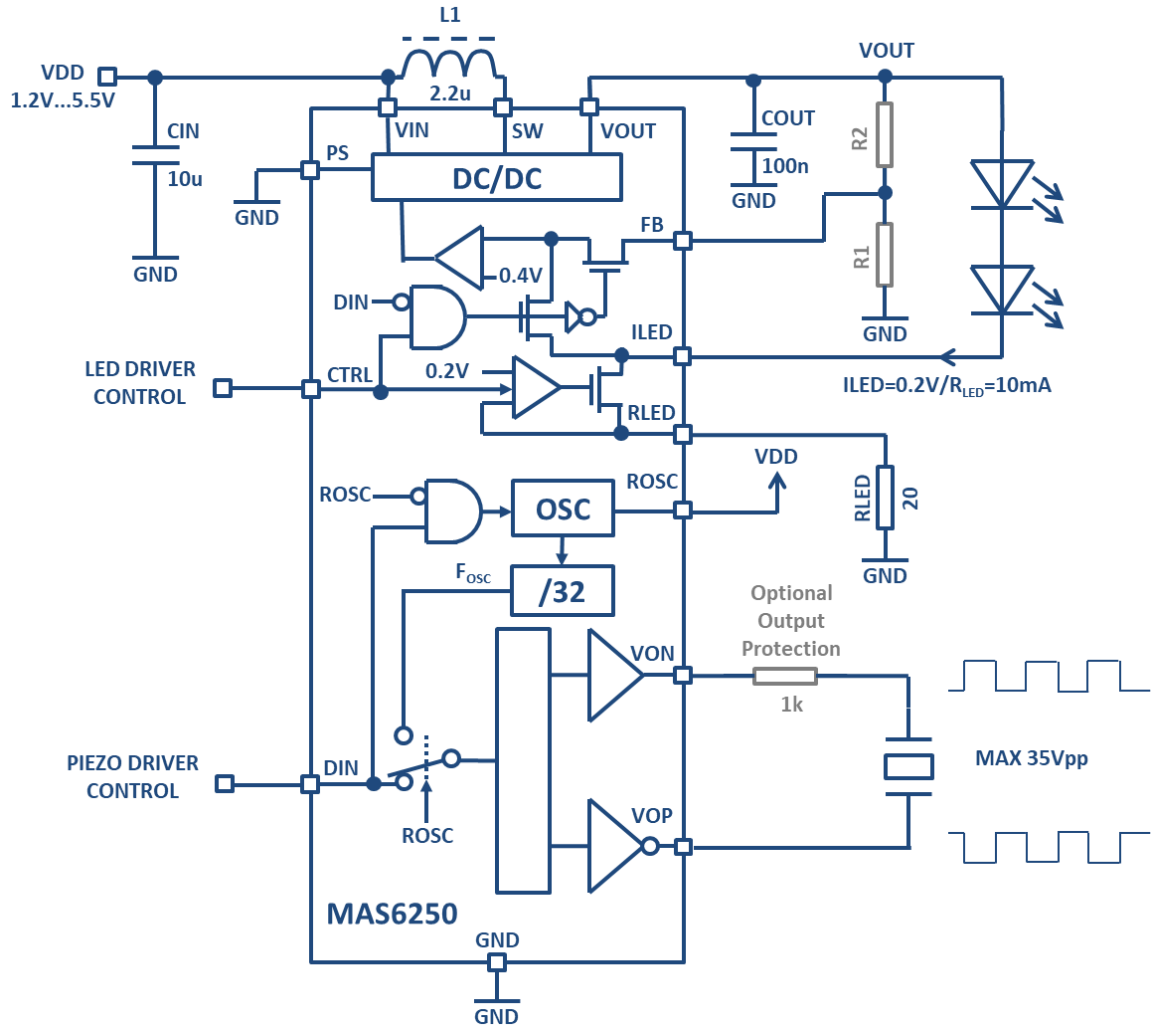 L1
VDD
1.2V...5.5V
2.2u
VOUT
CIN
10u
GND
VIN
SW
VOUT
PS
GND
DC/DC
COUT
100n
GND
R2
FB
R1
GND
0.4V
DIN
ILED
LED DRIVER
CONTROL
CTRL
0.2V
ILED=0.2V/RLED=10mA
RLED
VDD
ROSC
ROSC
OSC
RLED
20
GND
FOSC
/32
Optional
Output
Protection
1k
VON
MAX 35Vpp
PIEZO DRIVER
CONTROL
DIN
ROSC
VOP
MAS6250
GND
GND